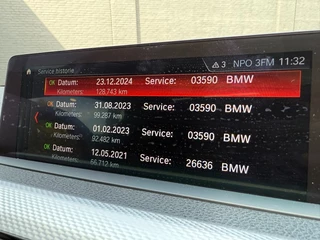 3 · NPO 3FM 11:32
Service historie
OK Datum: 23.12.2024 Service: 03590 BMW
Kilometers: 128,743 km
OK Datum: 31.08.2023 Service: 03590 BMW
Kilometers: 99,287 km
OK Datum: 01.02.2023 Service: 03590 BMW
Kilometers: 92,482 km
OK Datum: 12.05.2021 Service: 26636 BMW
Kilometers: 66,712 km